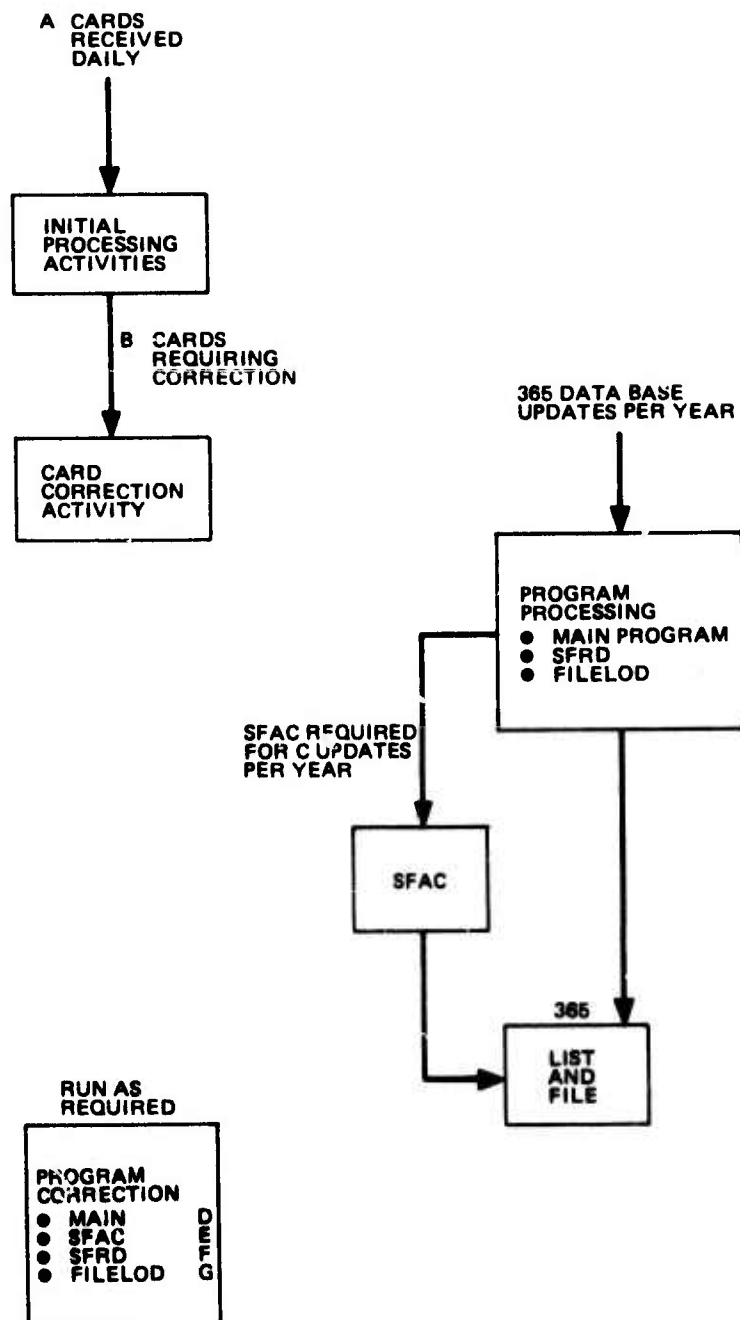 A CARDS
RECEIVED
DAILY
INITIAL
PROCESSING
ACTIVITIES
B CARDS
REQUIRING
CORRECTION
CARD
CORRECTION
ACTIVITY
365 DATA BASE
UPDATES PER YEAR
PROGRAM
PROCESSING
● MAIN PROGRAM
● SFRD
● FILELOD
SFAC REQUIRED
FOR C UPDATES
PER YEAR
SFAC
365
LIST
AND
FILE
RUN AS
REQUIRED
PROGRAM
CORRECTION
● MAIN D
● SFAC E
● SFRD F
● FILELOD G